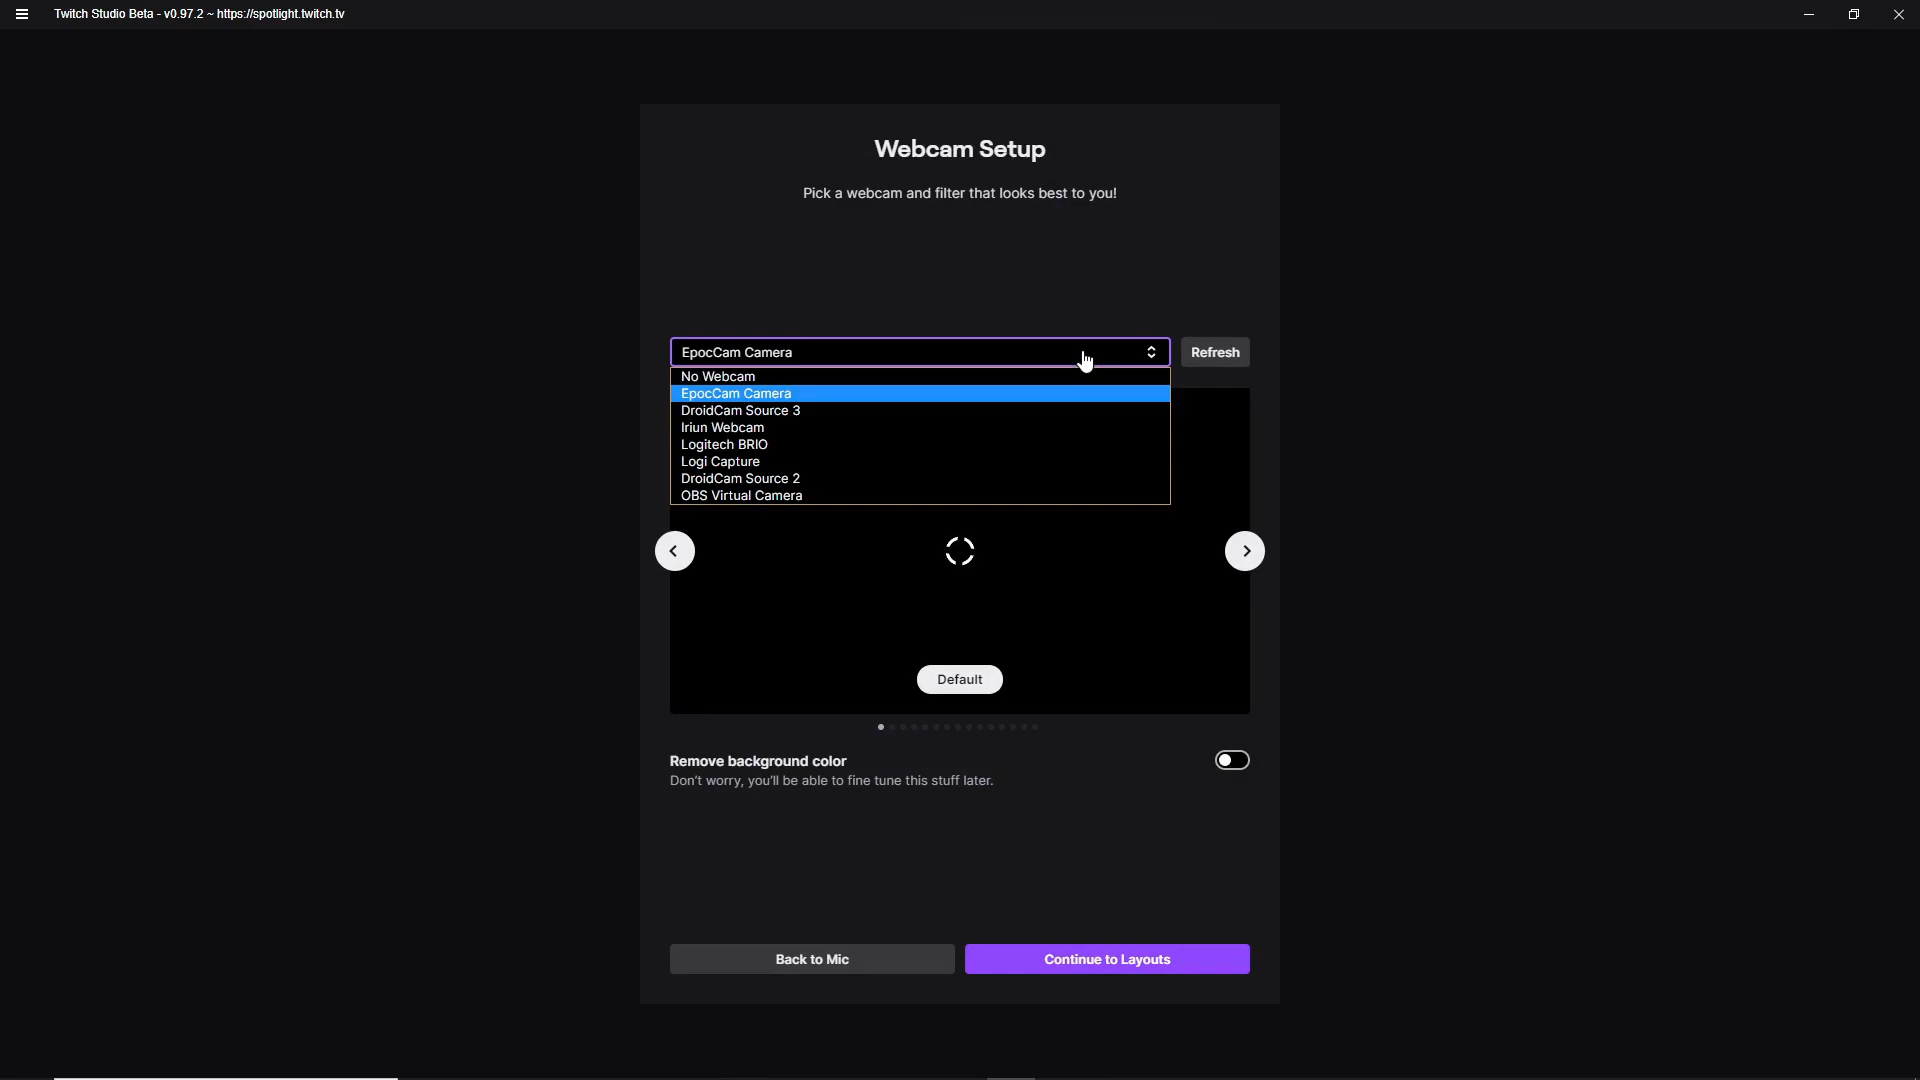 Twitch Studio Beta - v0.97.2 ~ https://spotlight.twitch.tv
Webcam Setup
Pick a webcam and filter that looks best to you!
EpocCam Camera
Refresh
No Webcam
EpocCam Camera
DroidCam Source 3
Iriun Webcam
Logitech BRIO
Logi Capture
DroidCam Source 2
OBS Virtual Camera
Default
Remove background color
Don't worry, you'll be able to fine tune this stuff later.
Back to Mic
Continue to Layouts